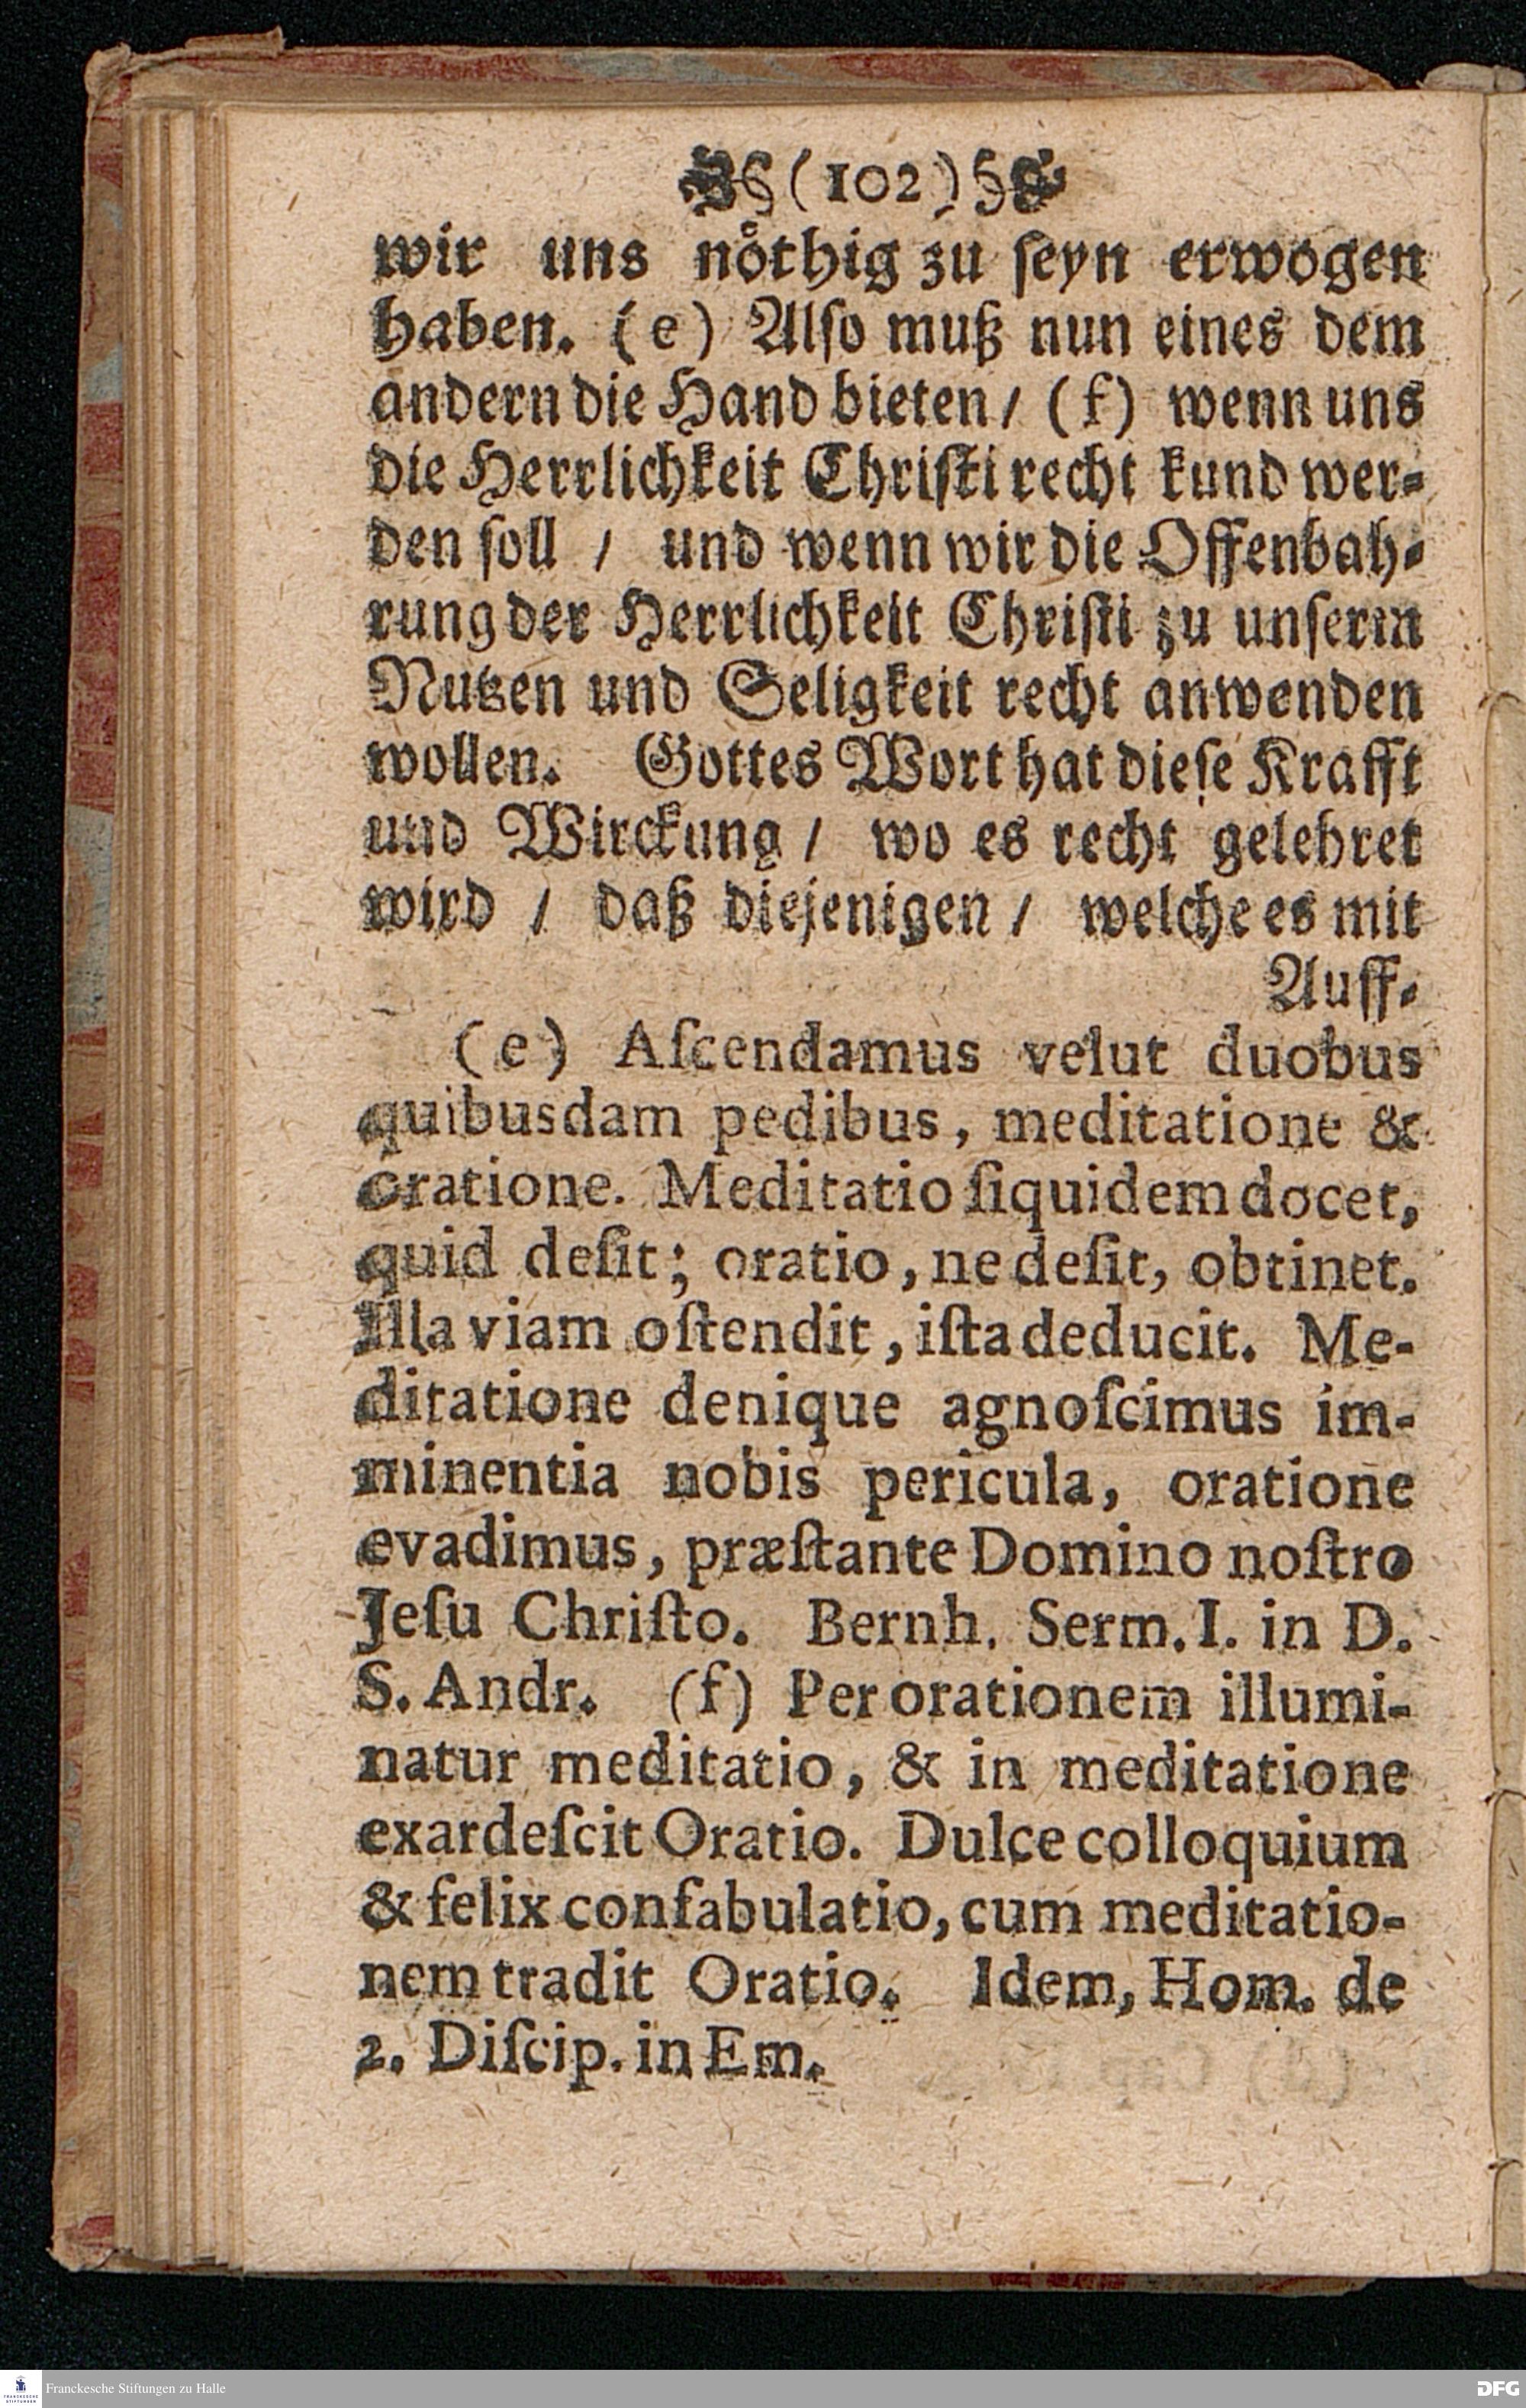 (102)
wir uns nöthig zu ſeyn erwogen
haben. (e) Alſo muß nun eines dem
andern die Hand bieten / (f) wenn uns
die Herrlichkeit Chriſti recht kund wer-
den ſoll / und wenn wir die Offenbah-
rung der Herrlichkeit Chriſti zu unſerm
Nutzen und Seligkeit recht anwenden
wollen. Gottes Wort hat dieſe Krafft
und Wirckung / wo es recht gelehret
wird / daß diejenigen / welche es mit
Auff-
(e) Aſcendamus velut duobus
quibusdam pedibus, meditatione &
oratione. Meditatio ſiquidem docet,
quid deſit; oratio, ne deſit, obtinet.
Illa viam oſtendit, iſta deducit. Me-
ditatione denique agnoſcimus im-
minentia nobis pericula, oratione
evadimus, præſtante Domino noſtro
Jeſu Chriſto. Bernh. Serm. I. in D.
S. Andr. (f) Per orationem illumi-
natur meditatio, & in meditatione
exardeſcit Oratio. Dulce colloquium
& felix confabulatio, cum meditatio-
nem tradit Oratio. Idem, Hom. de
2. Diſcip. in Em.
Franckesche Stiftungen zu Halle
DFG